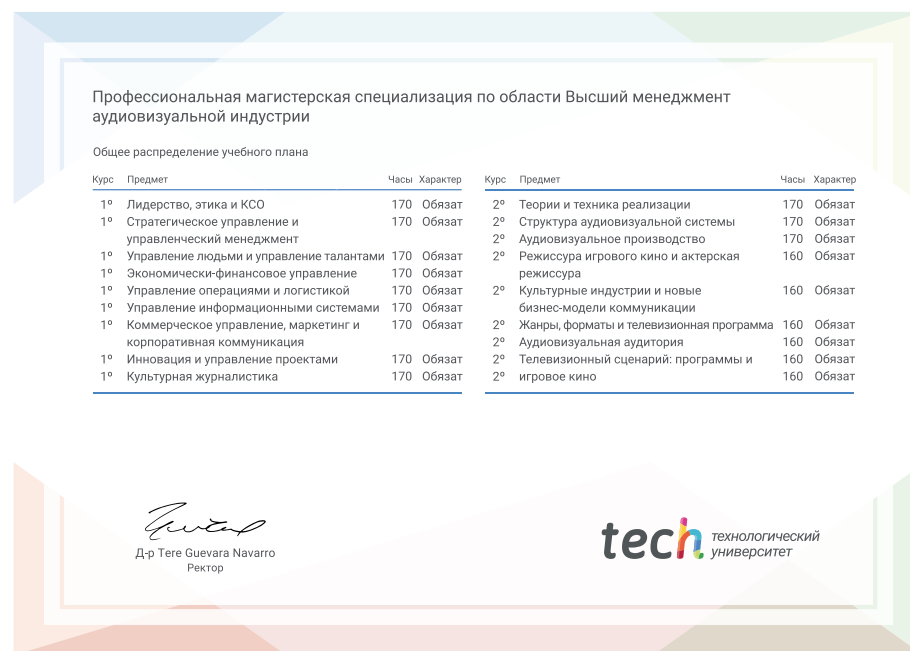 Профессиональная магистерская специализация по области Высший менеджмент
аудиовизуальной индустрии
Общее распределение учебного плана
Курс Предмет Часы Характер
1º Лидерство, этика и КСО 170 Обязат
1º Стратегическое управление и 170 Обязат
управленческий менеджмент
1º Управление людьми и управление талантами 170 Обязат
1º Экономически-финансовое управление 170 Обязат
1º Управление операциями и логистикой 170 Обязат
1º Управление информационными системами 170 Обязат
1º Коммерческое управление, маркетинг и 170 Обязат
корпоративная коммуникация
1º Инновация и управление проектами 170 Обязат
1º Культурная журналистика 170 Обязат
Курс Предмет Часы Характер
2º Теории и техника реализации 170 Обязат
2º Структура аудиовизуальной системы 170 Обязат
2º Аудиовизуальное производство 170 Обязат
2º Режиссура игрового кино и актерская 160 Обязат
режиссура
2º Культурные индустрии и новые 160 Обязат
бизнес-модели коммуникации
2º Жанры, форматы и телевизионная программа 160 Обязат
2º Аудиовизуальная аудитория 160 Обязат
2º Телевизионный сценарий: программы и 160 Обязат
2º игровое кино 160 Обязат
Д-р Tere Guevara Navarro
Ректор
tech технологический
университет